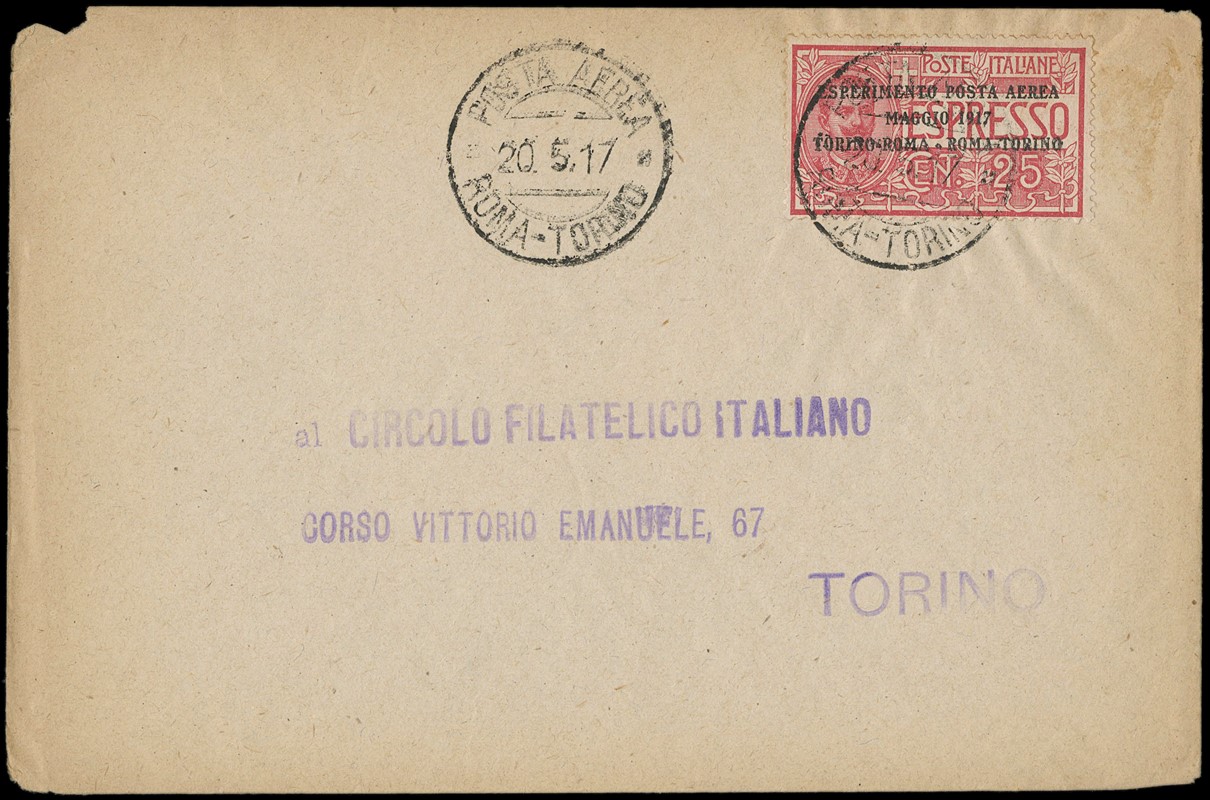 POSTA AEREA
20. 5. 17
ROMA-TORINO
POSTE ITALIANE
ESPERIMENTO POSTA AEREA
MAGGIO 1917
TORINO-ROMA . ROMA-TORINO
ESPRESSO
CENT. 25
al CIRCOLO FILATELICO ITALIANO
CORSO VITTORIO EMANUELE, 67
TORINO